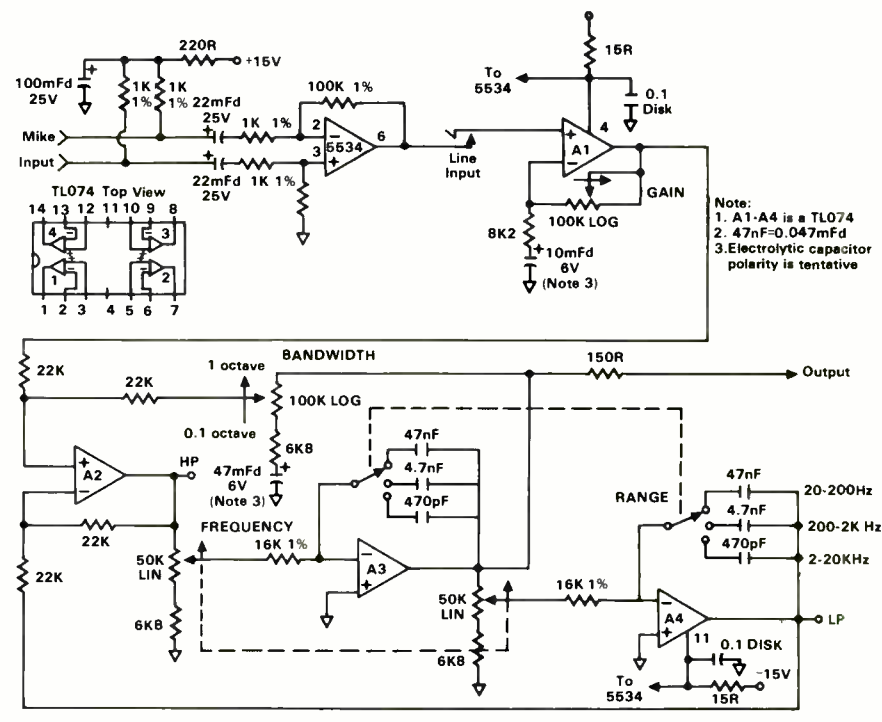 220R
+15V
15R
100mFd
25V
1K
1%
1K
1%
22mFd
25V
1K 1%
100K 1%
To
5534
0.1
Disk
Mike
Input
2
3
5534
6
22mFd
25V
1K 1%
Line
Input
+
−
A1
4
GAIN
100K LOG
8K2
10mFd
6V
(Note 3)
TL074 Top View
14 13 12 11 10 9 8
4 3
1 2
1 2 3 4 5 6 7
Note:
1. A1-A4 is a TL074
2. 47nF=0.047mFd
3.Electrolytic capacitor
polarity is tentative
22K
22K
1 octave
0.1 octave
BANDWIDTH
100K LOG
6K8
47mFd
6V
(Note 3)
150R
Output
A2
HP
22K
22K
50K
LIN
6K8
FREQUENCY
16K 1%
47nF
4.7nF
470pF
A3
50K
LIN
6K8
RANGE
47nF
4.7nF
470pF
20-200Hz
200-2K Hz
2-20KHz
16K 1%
A4
11
LP
0.1 DISK
To
5534
15R
-15V